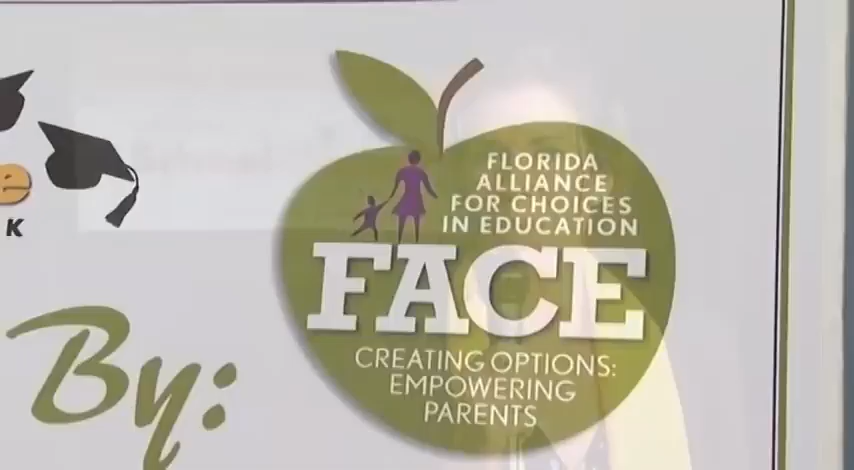 e
K
FLORIDA
ALLIANCE
FOR CHOICES
IN EDUCATION
FACE
CREATING OPTIONS:
EMPOWERING
PARENTS
By: